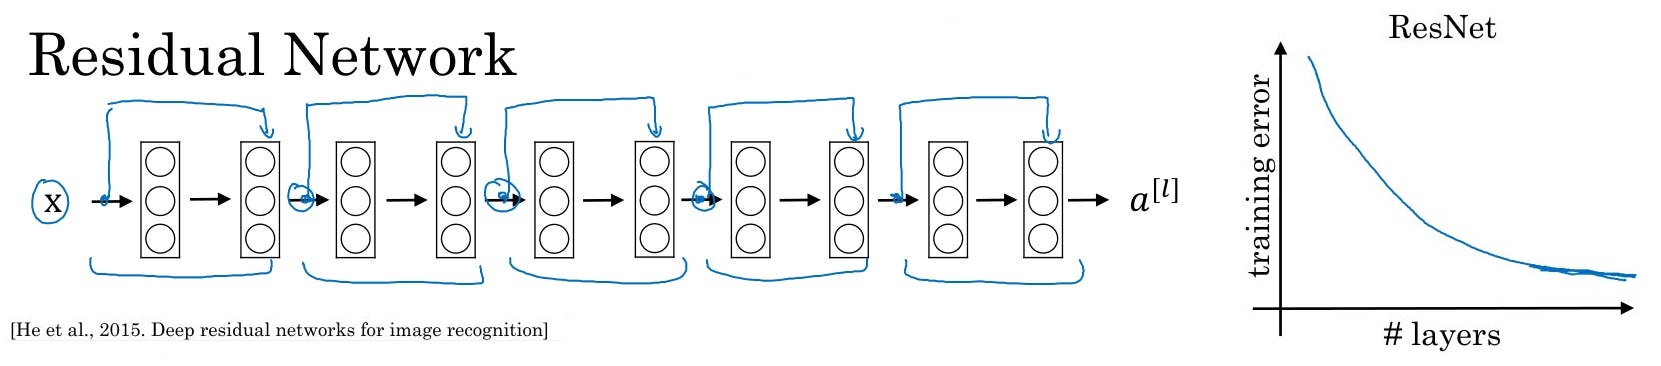 Residual Network
x
a^[l]
[He et al., 2015. Deep residual networks for image recognition]
ResNet
training error
# layers